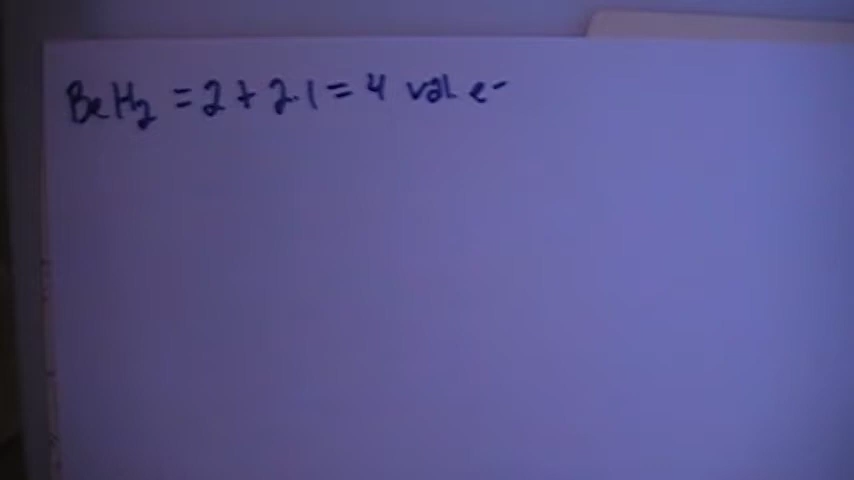 BeH₂ = 2 + 2·1 = 4 val e⁻